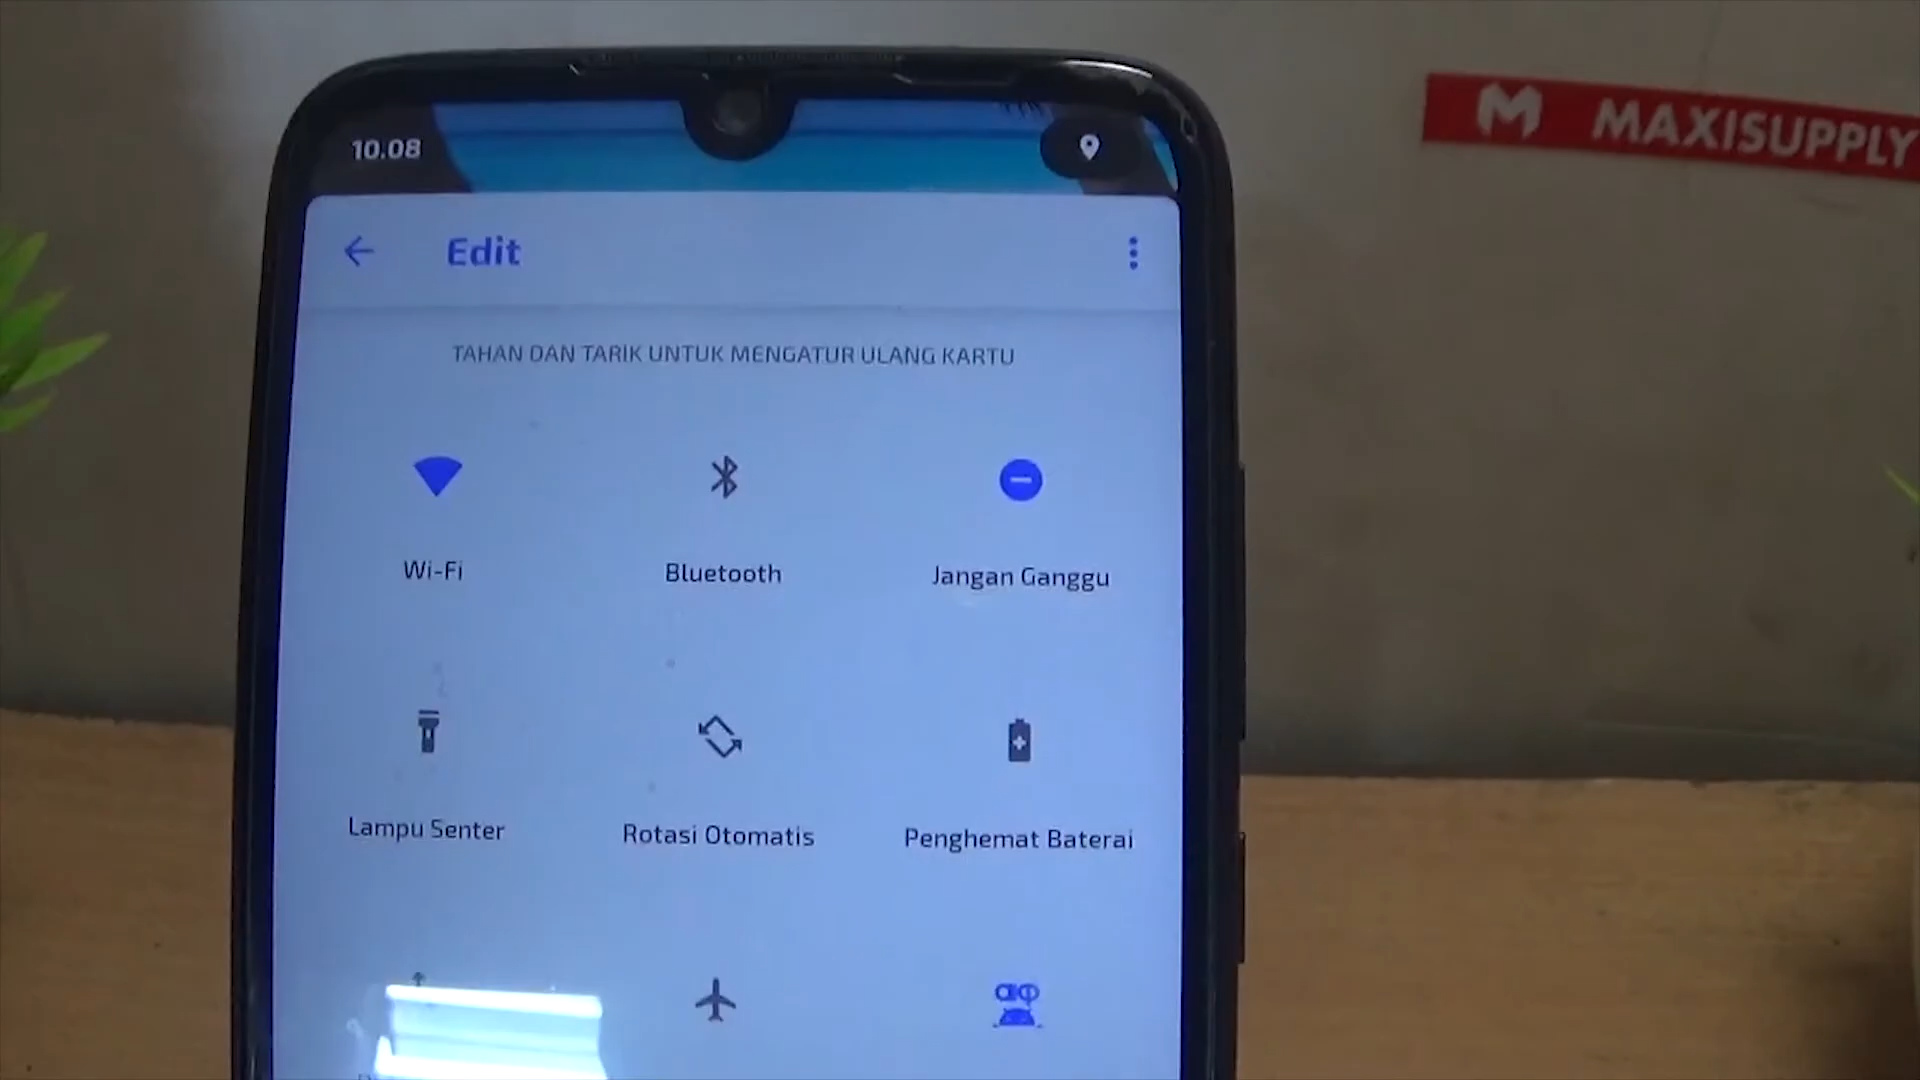 10.08
M MAXISUPPLY
Edit
TAHAN DAN TARIK UNTUK MENGATUR ULANG KARTU
Wi-Fi
Bluetooth
Jangan Ganggu
Lampu Senter
Rotasi Otomatis
Penghemat Baterai